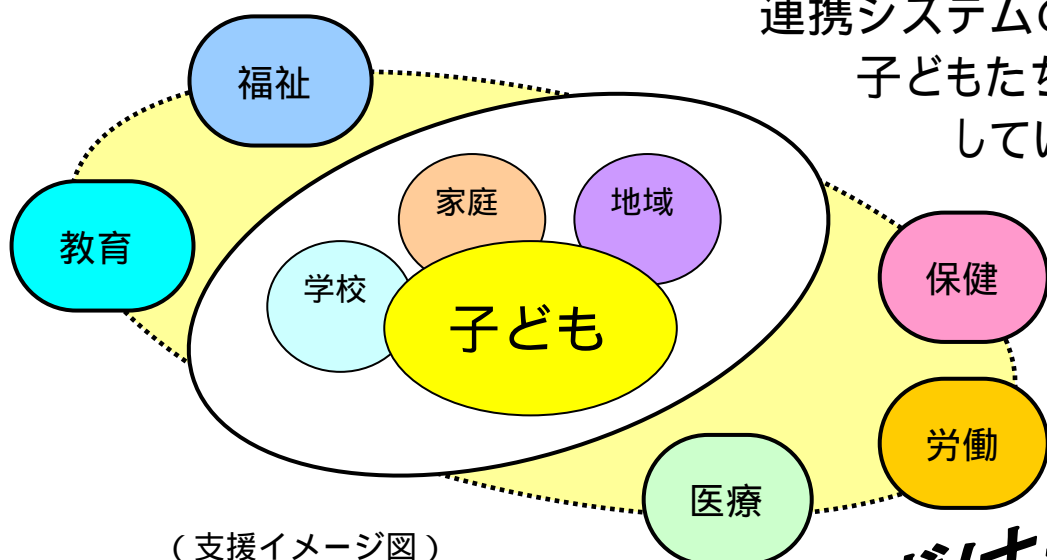 連携システムの
子どもたち
してい
福祉
教育
家庭
地域
学校
子ども
保健
労働
医療
(支援イメージ図)